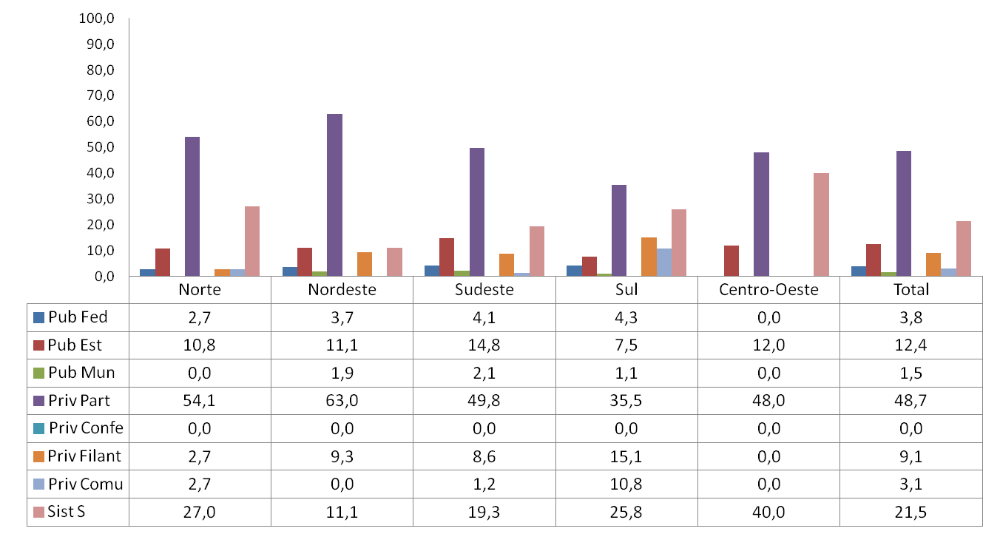 100,0
90,0
80,0
70,0
60,0
50,0
40,0
30,0
20,0
10,0
0,0
Norte Nordeste Sudeste Sul Centro-Oeste Total
Pub Fed 2,7 3,7 4,1 4,3 0,0 3,8
Pub Est 10,8 11,1 14,8 7,5 12,0 12,4
Pub Mun 0,0 1,9 2,1 1,1 0,0 1,5
Priv Part 54,1 63,0 49,8 35,5 48,0 48,7
Priv Confe 0,0 0,0 0,0 0,0 0,0 0,0
Priv Filant 2,7 9,3 8,6 15,1 0,0 9,1
Priv Comu 2,7 0,0 1,2 10,8 0,0 3,1
Sist S 27,0 11,1 19,3 25,8 40,0 21,5